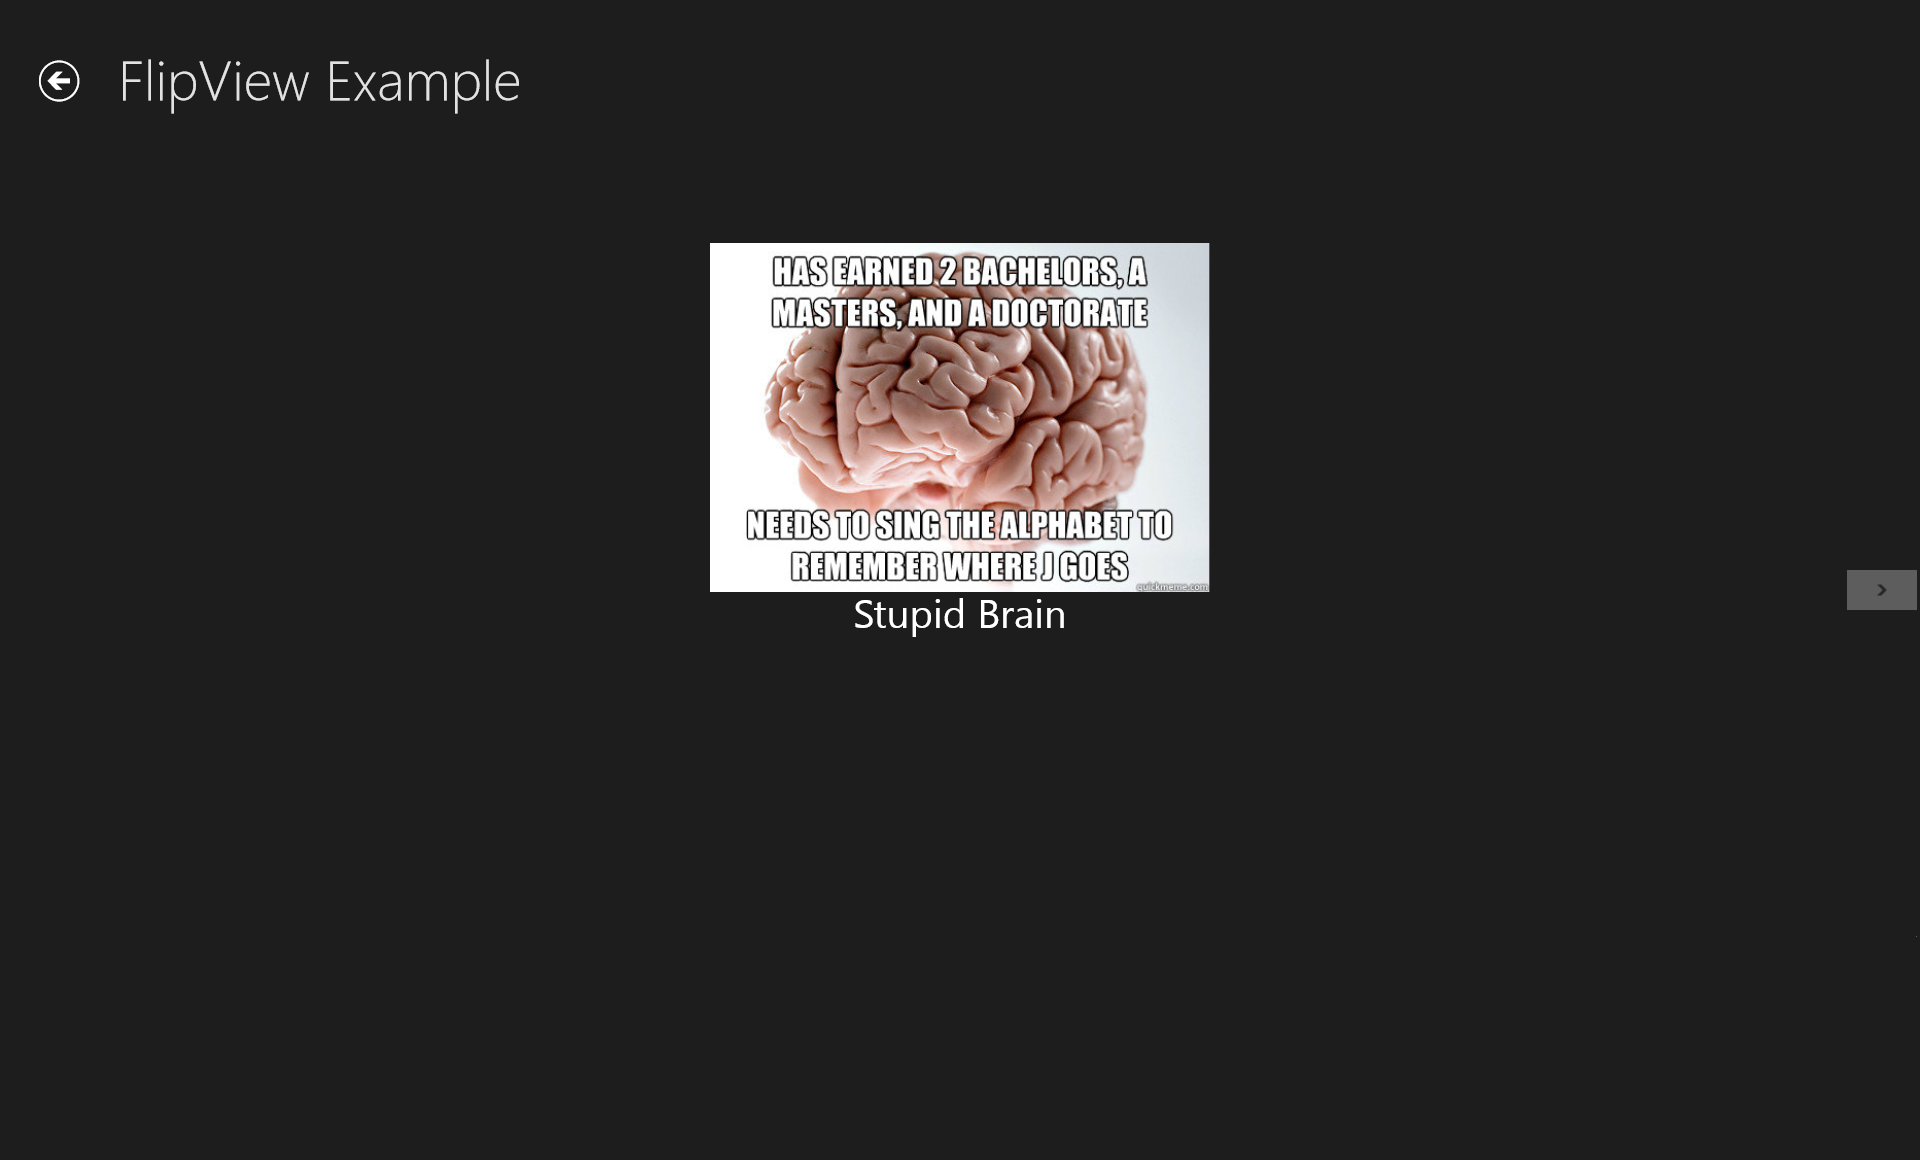 FlipView Example
HAS EARNED 2 BACHELORS, A
MASTERS, AND A DOCTORATE
NEEDS TO SING THE ALPHABET TO
REMEMBER WHERE J GOES
quickmeme.com
Stupid Brain